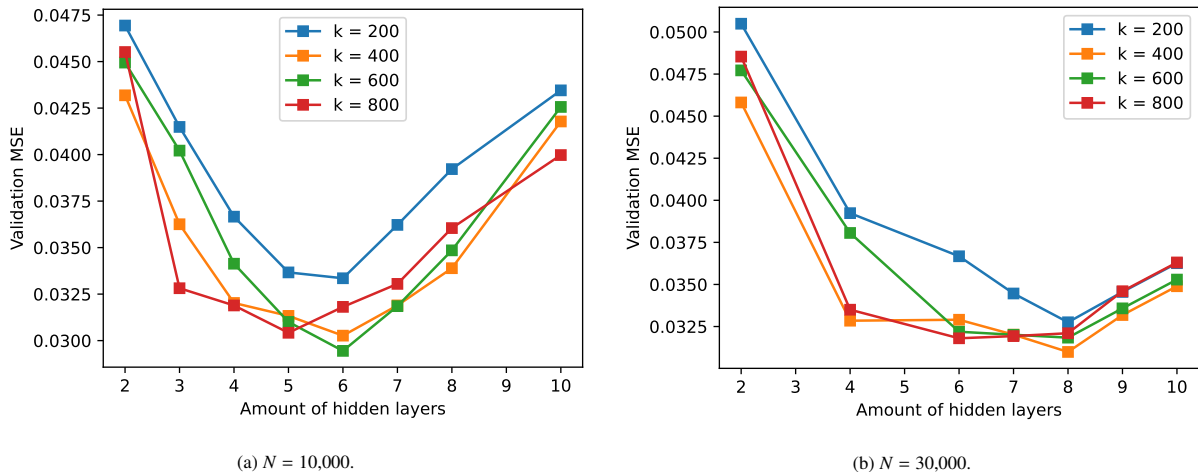 0.0475
0.0450
0.0425
0.0400
0.0375
0.0350
0.0325
0.0300
Validation MSE
k = 200
k = 400
k = 600
k = 800
2 3 4 5 6 7 8 9 10
Amount of hidden layers
(a) N = 10,000.
0.0500
0.0475
0.0450
0.0425
0.0400
0.0375
0.0350
0.0325
Validation MSE
k = 200
k = 400
k = 600
k = 800
2 3 4 5 6 7 8 9 10
Amount of hidden layers
(b) N = 30,000.